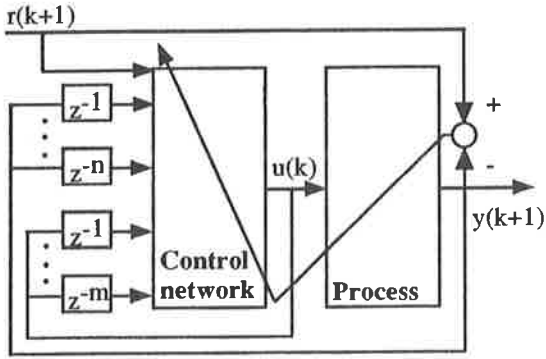 r(k+1)
z-1
+
z-n
u(k)
-
z-1
y(k+1)
Control
network
z-m
Process